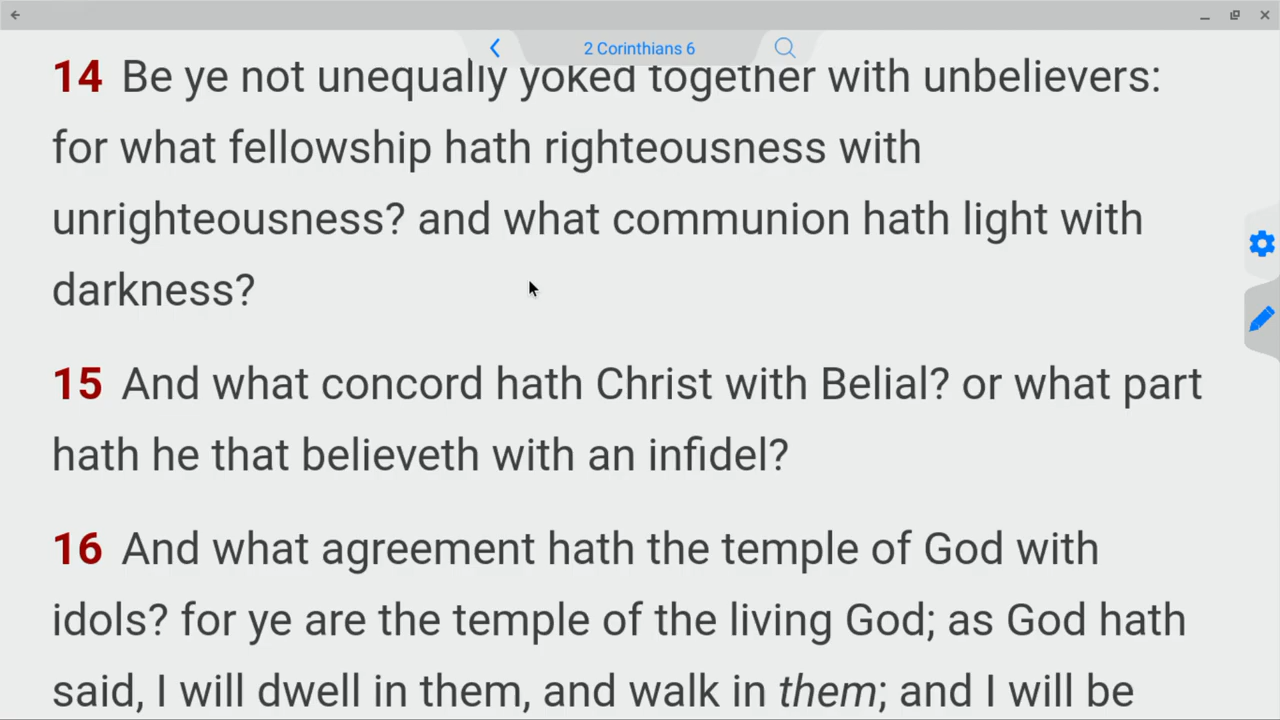 2 Corinthians 6
14 Be ye not unequally yoked together with unbelievers:
for what fellowship hath righteousness with
unrighteousness? and what communion hath light with
darkness?
15 And what concord hath Christ with Belial? or what part
hath he that believeth with an infidel?
16 And what agreement hath the temple of God with
idols? for ye are the temple of the living God; as God hath
said, I will dwell in them, and walk in them; and I will be